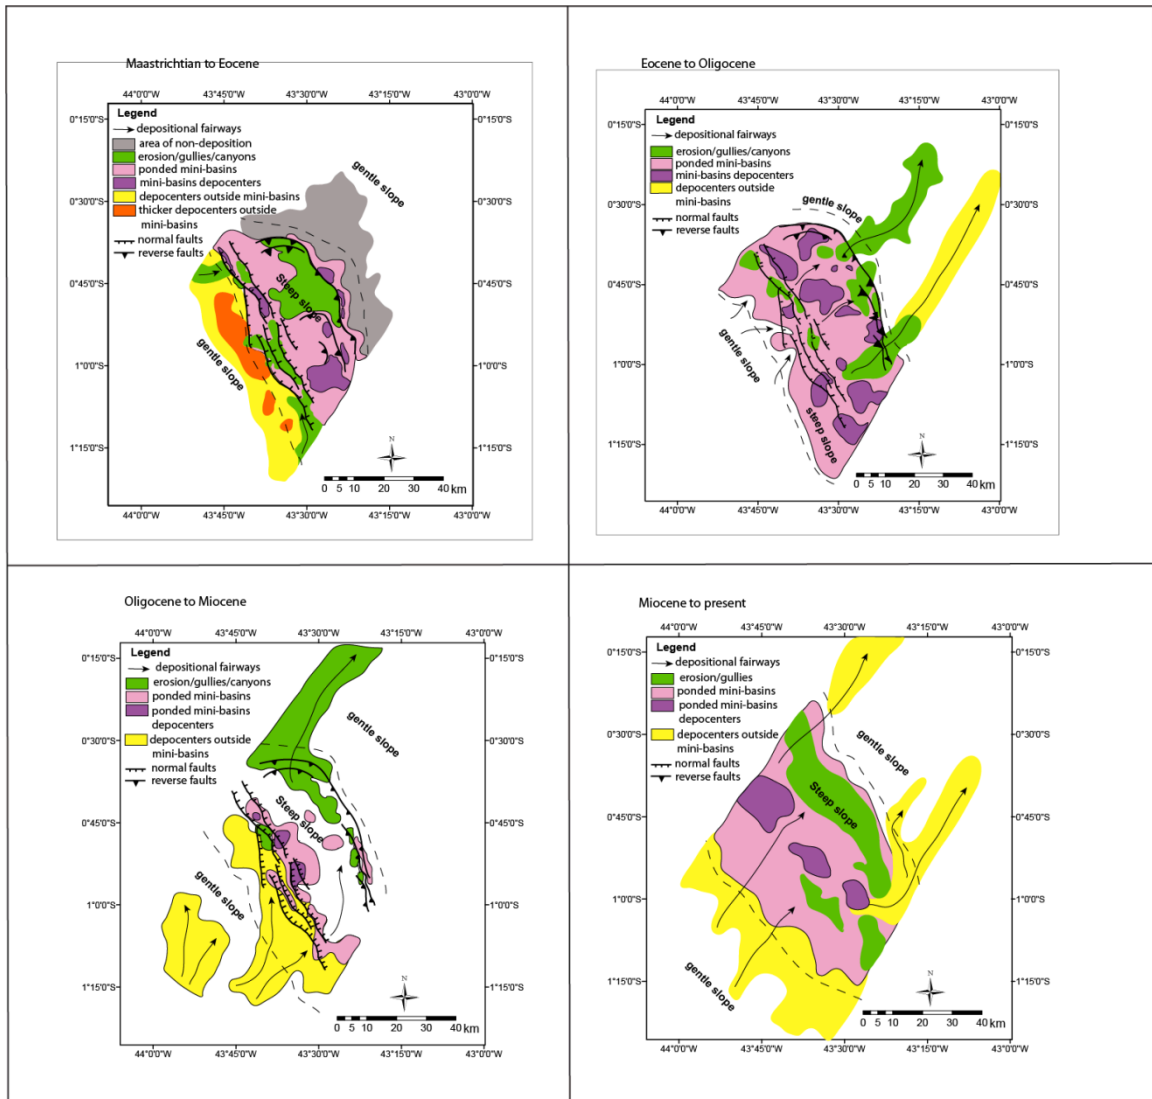 Maastrichtian to Eocene
44°0'0"W 43°45'0"W 43°30'0"W 43°15'0"W 43°0'0"W
Legend
depositional fairways
area of non-deposition
erosion/gullies/canyons
ponded mini-basins
mini-basins depocenters
depocenters outside mini-basins
thicker depocenters outside
mini-basins
normal faults
reverse faults
0°15'0"S 0°15'0"S
0°30'0"S 0°30'0"S
0°45'0"S 0°45'0"S
1°0'0"S 1°0'0"S
1°15'0"S 1°15'0"S
gentle slope
Steep slope
gentle slope
N
0 5 10 20 30 40 km
44°0'0"W 43°45'0"W 43°30'0"W 43°15'0"W 43°0'0"W
Eocene to Oligocene
44°0'0"W 43°45'0"W 43°30'0"W 43°15'0"W 43°0'0"W
Legend
depositional fairways
erosion/gullies/canyons
ponded mini-basins
mini-basins depocenters
depocenters outside
mini-basins
normal faults
reverse faults
0°15'0"S 0°15'0"S
0°30'0"S 0°30'0"S
0°45'0"S 0°45'0"S
1°0'0"S 1°0'0"S
1°15'0"S 1°15'0"S
gentle slope
gentle slope
steep slope
N
0 5 10 20 30 40 km
44°0'0"W 43°45'0"W 43°30'0"W 43°15'0"W 43°0'0"W
Oligocene to Miocene
44°0'0"W 43°45'0"W 43°30'0"W 43°15'0"W 43°0'0"W
Legend
depositional fairways
erosion/gullies/canyons
ponded mini-basins
ponded mini-basins
depocenters
depocenters outside
mini-basins
normal faults
reverse faults
0°15'0"S 0°15'0"S
0°30'0"S 0°30'0"S
0°45'0"S 0°45'0"S
1°0'0"S 1°0'0"S
1°15'0"S 1°15'0"S
gentle slope
Steep slope
gentle slope
N
0 5 10 20 30 40 km
44°0'0"W 43°45'0"W 43°30'0"W 43°15'0"W 43°0'0"W
Miocene to present
44°0'0"W 43°45'0"W 43°30'0"W 43°15'0"W 43°0'0"W
Legend
depositional fairways
erosion/gullies
ponded mini-basins
ponded mini-basins
depocenters
depocenters outside
mini-basins
normal faults
reverse faults
0°15'0"S 0°15'0"S
0°30'0"S 0°30'0"S
0°45'0"S 0°45'0"S
1°0'0"S 1°0'0"S
1°15'0"S 1°15'0"S
gentle slope
Steep slope
gentle slope
N
0 5 10 20 30 40 km
44°0'0"W 43°45'0"W 43°30'0"W 43°15'0"W 43°0'0"W